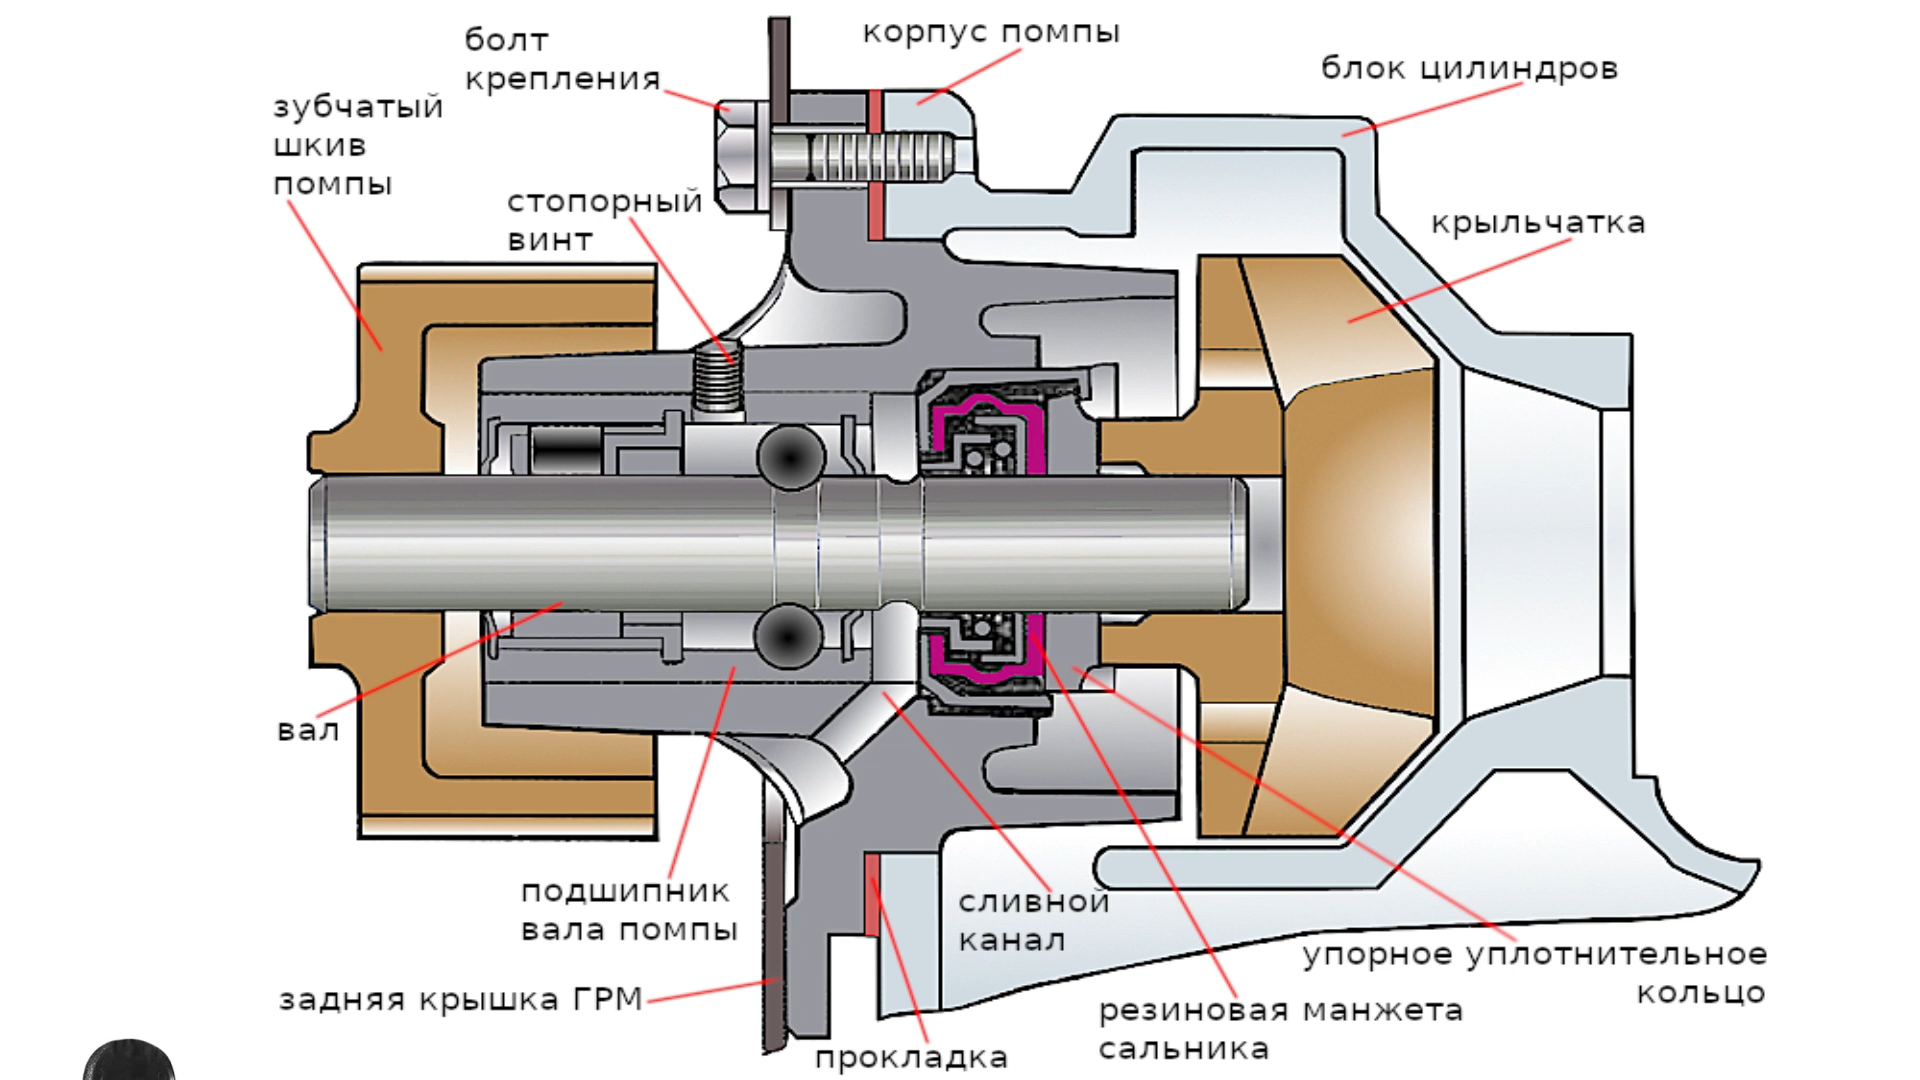 болт
крепления
корпус помпы
блок цилиндров
зубчатый
шкив
помпы
стопорный
винт
крыльчатка
вал
подшипник
вала помпы
сливной
канал
задняя крышка ГРМ
упорное уплотнительное
кольцо
резиновая манжета
сальника
прокладка